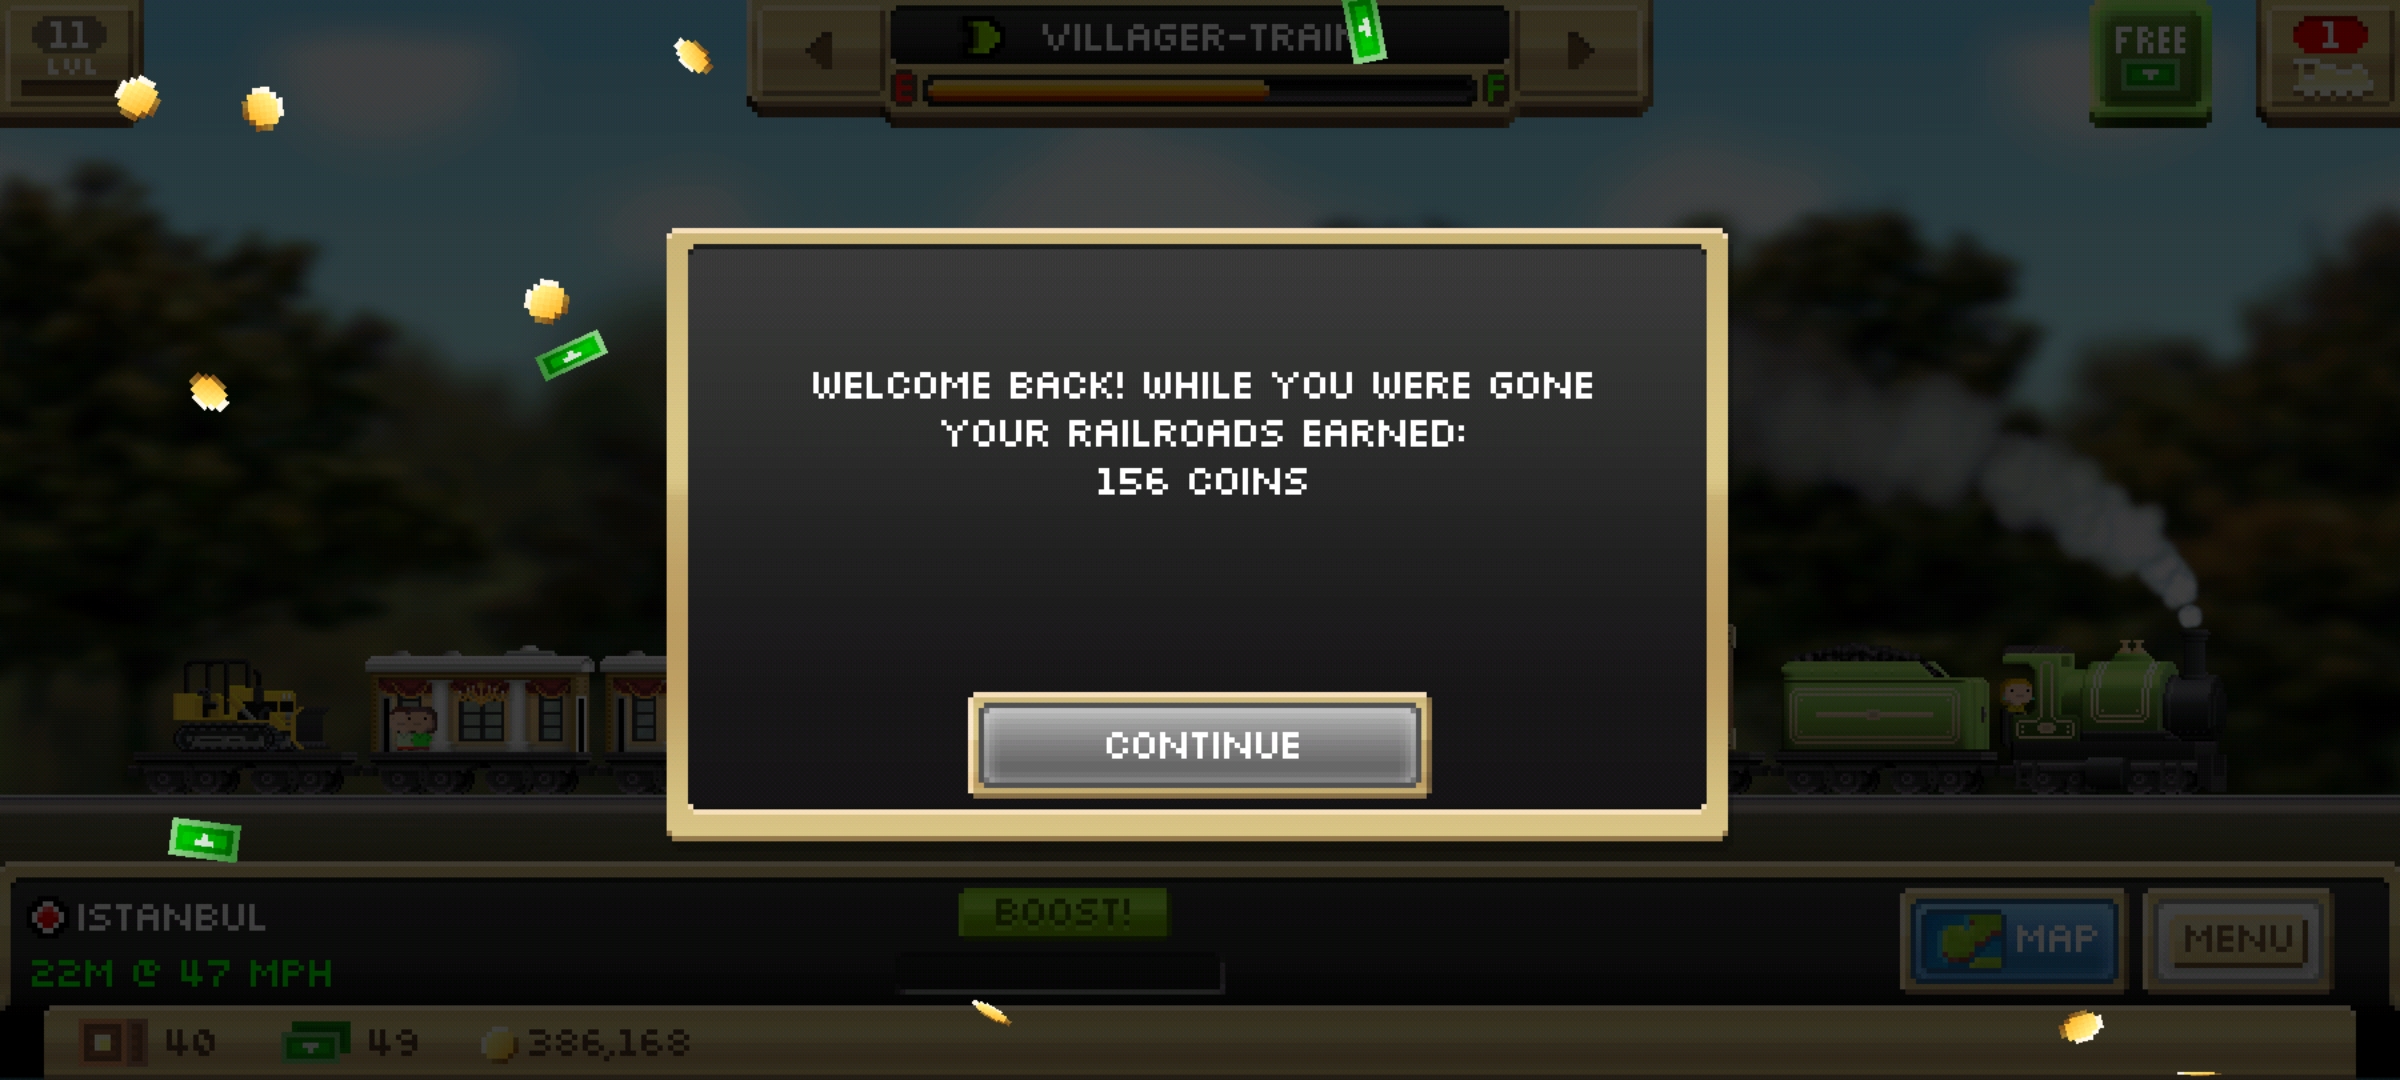 11
LVL
VILLAGER-TRAIN
E
F
FREE
1
WELCOME BACK! WHILE YOU WERE GONE
YOUR RAILROADS EARNED:
156 COINS
CONTINUE
ISTANBUL
22M @ 47 MPH
BOOST!
MAP
MENU
40
49
386,168